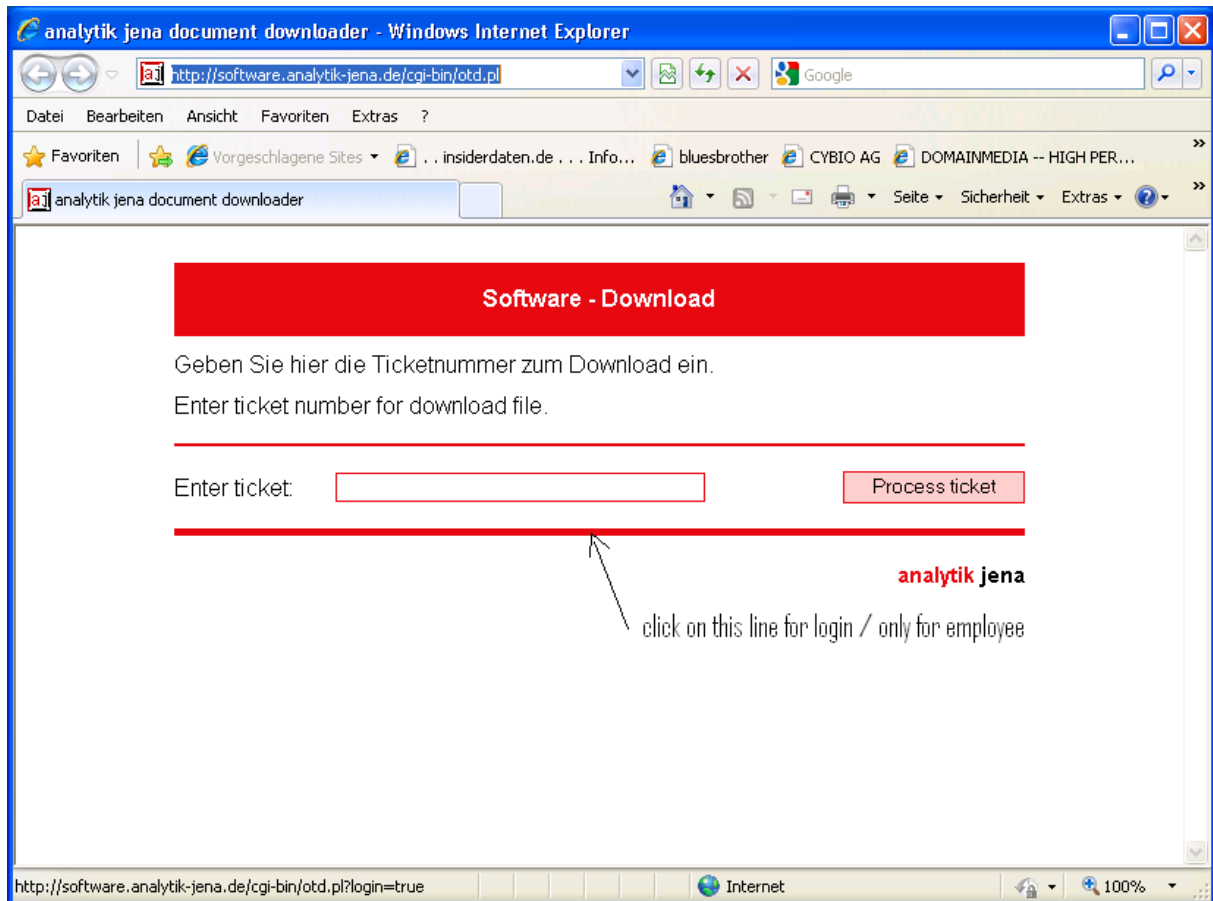 analytik jena document downloader - Windows Internet Explorer
aj http://software.analytik-jena.de/cgi-bin/otd.pl Google
Datei Bearbeiten Ansicht Favoriten Extras ?
Favoriten Vorgeschlagene Sites . . insiderdaten.de . . . Info... bluesbrother CYBIO AG DOMAINMEDIA -- HIGH PER... »
aj analytik jena document downloader Seite Sicherheit Extras ? »
Software - Download
Geben Sie hier die Ticketnummer zum Download ein.
Enter ticket number for download file.
Enter ticket: Process ticket
analytik jena
click on this line for login / only for employee
http://software.analytik-jena.de/cgi-bin/otd.pl?login=true Internet 100%